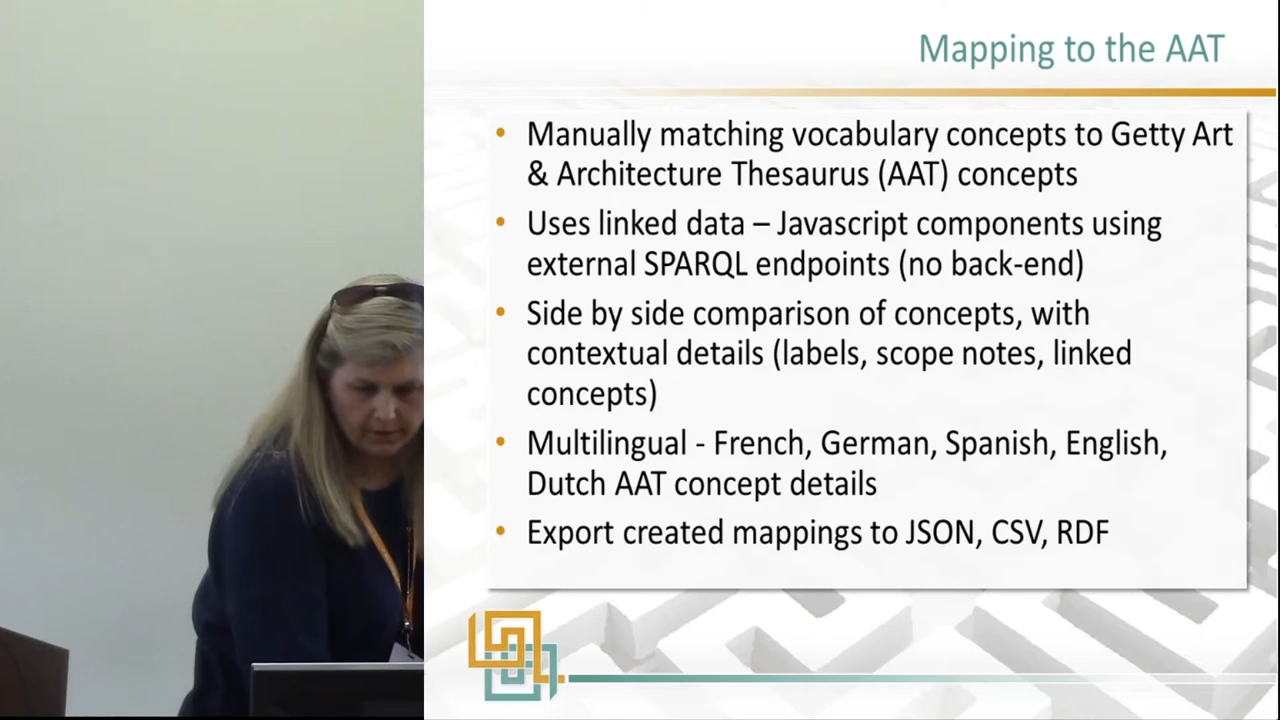 Mapping to the AAT
• Manually matching vocabulary concepts to Getty Art
& Architecture Thesaurus (AAT) concepts
• Uses linked data – Javascript components using
external SPARQL endpoints (no back-end)
• Side by side comparison of concepts, with
contextual details (labels, scope notes, linked
concepts)
• Multilingual - French, German, Spanish, English,
Dutch AAT concept details
• Export created mappings to JSON, CSV, RDF